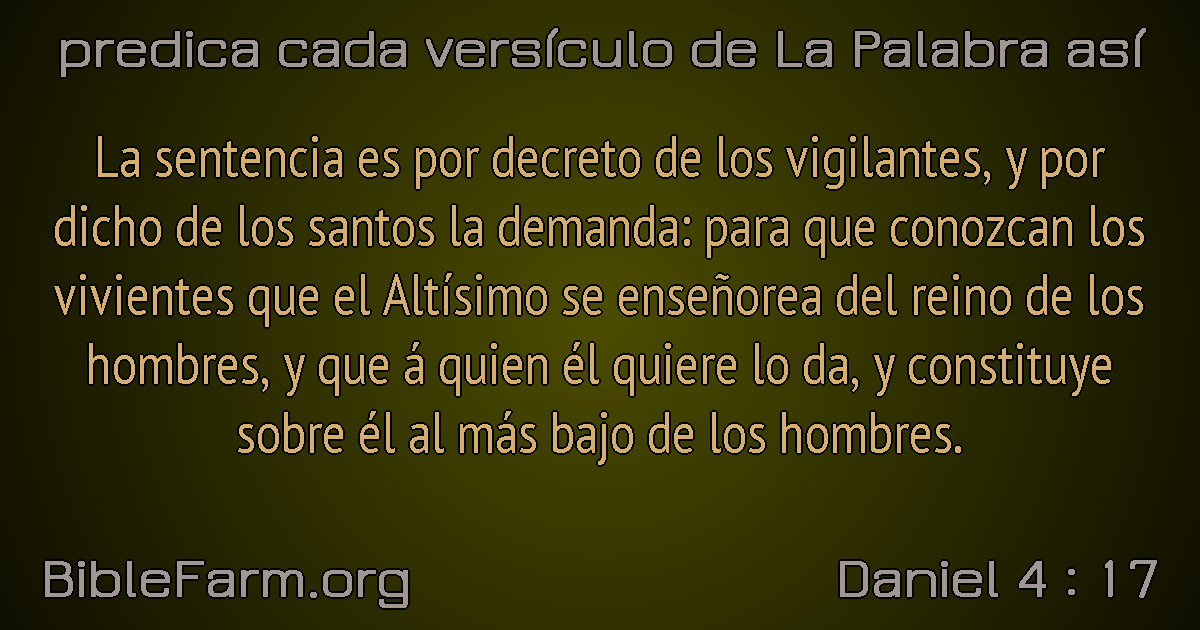 predica cada versículo de La Palabra así
La sentencia es por decreto de los vigilantes, y por
dicho de los santos la demanda: para que conozcan los
vivientes que el Altísimo se enseñorea del reino de los
hombres, y que á quien él quiere lo da, y constituye
sobre él al más bajo de los hombres.
BibleFarm.org
Daniel 4 : 17